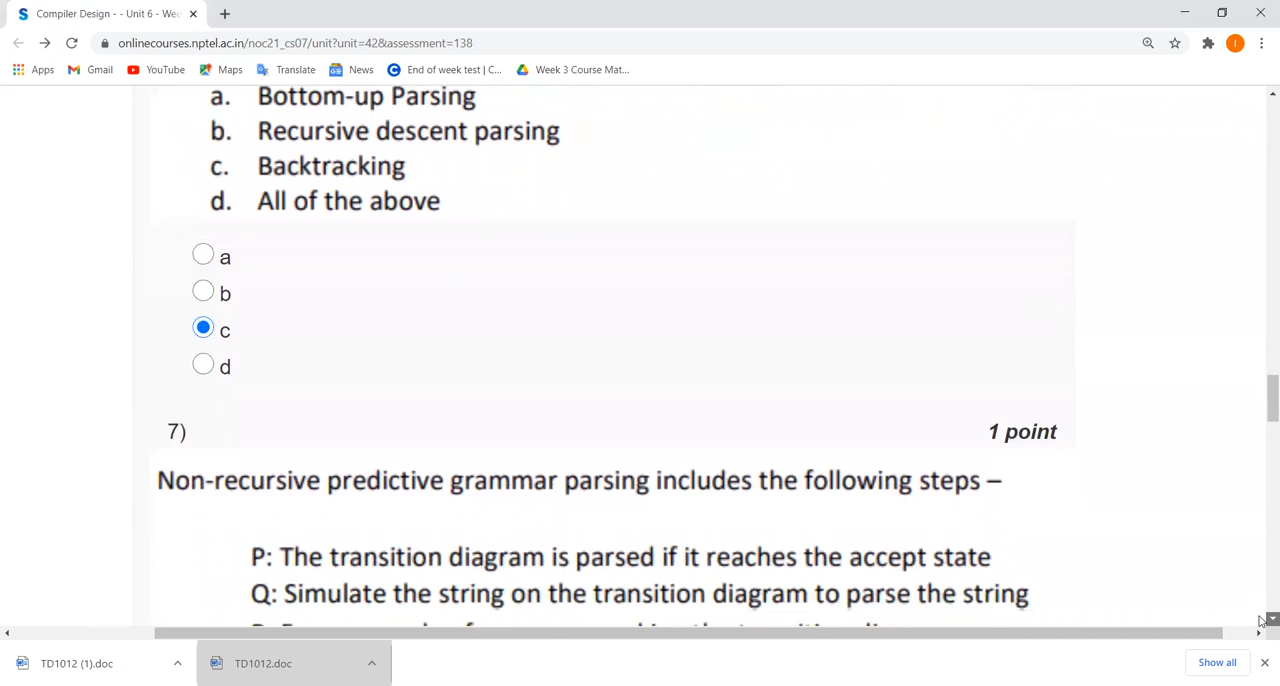 Compiler Design - - Unit 6 - Wee
onlinecourses.nptel.ac.in/noc21_cs07/unit?unit=42&assessment=138
Apps Gmail YouTube Maps Translate News End of week test | C... Week 3 Course Mat...
a. Bottom-up Parsing
b. Recursive descent parsing
c. Backtracking
d. All of the above
a
b
c
d
7) 1 point
Non-recursive predictive grammar parsing includes the following steps –
P: The transition diagram is parsed if it reaches the accept state
Q: Simulate the string on the transition diagram to parse the string
TD1012 (1).doc TD1012.doc Show all